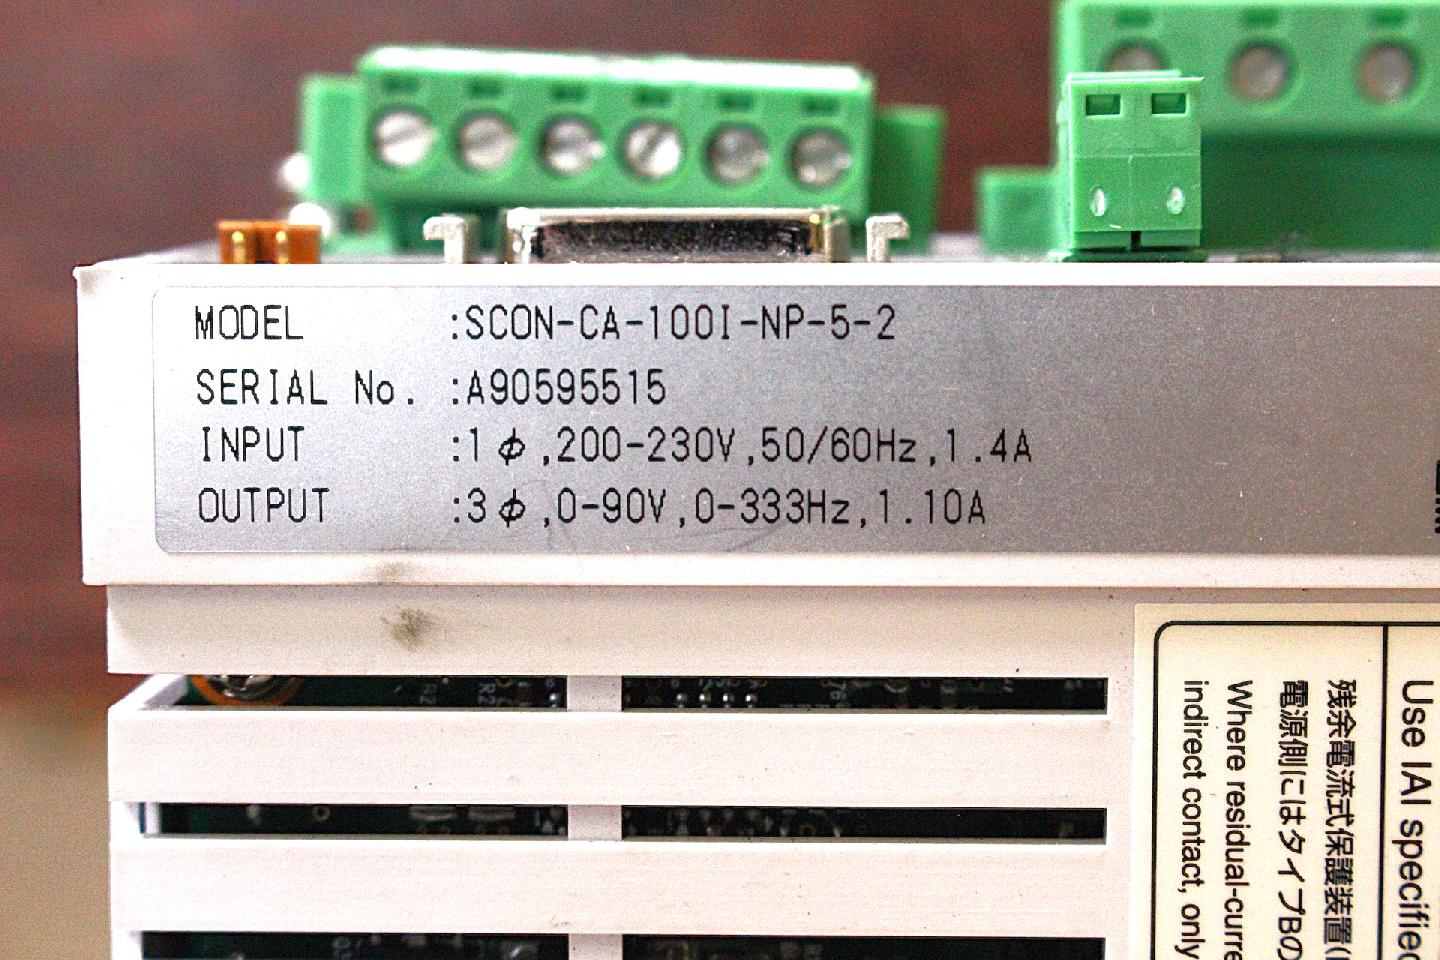 MODEL :SCON-CA-100I-NP-5-2
SERIAL No. :A90595515
INPUT :1ϕ,200-230V,50/60Hz,1.4A
OUTPUT :3ϕ,0-90V,0-333Hz,1.10A
Use IAI specified
残余電流式保護装置(
電源側にはタイプBの
Where residual-curre
indirect contact, only